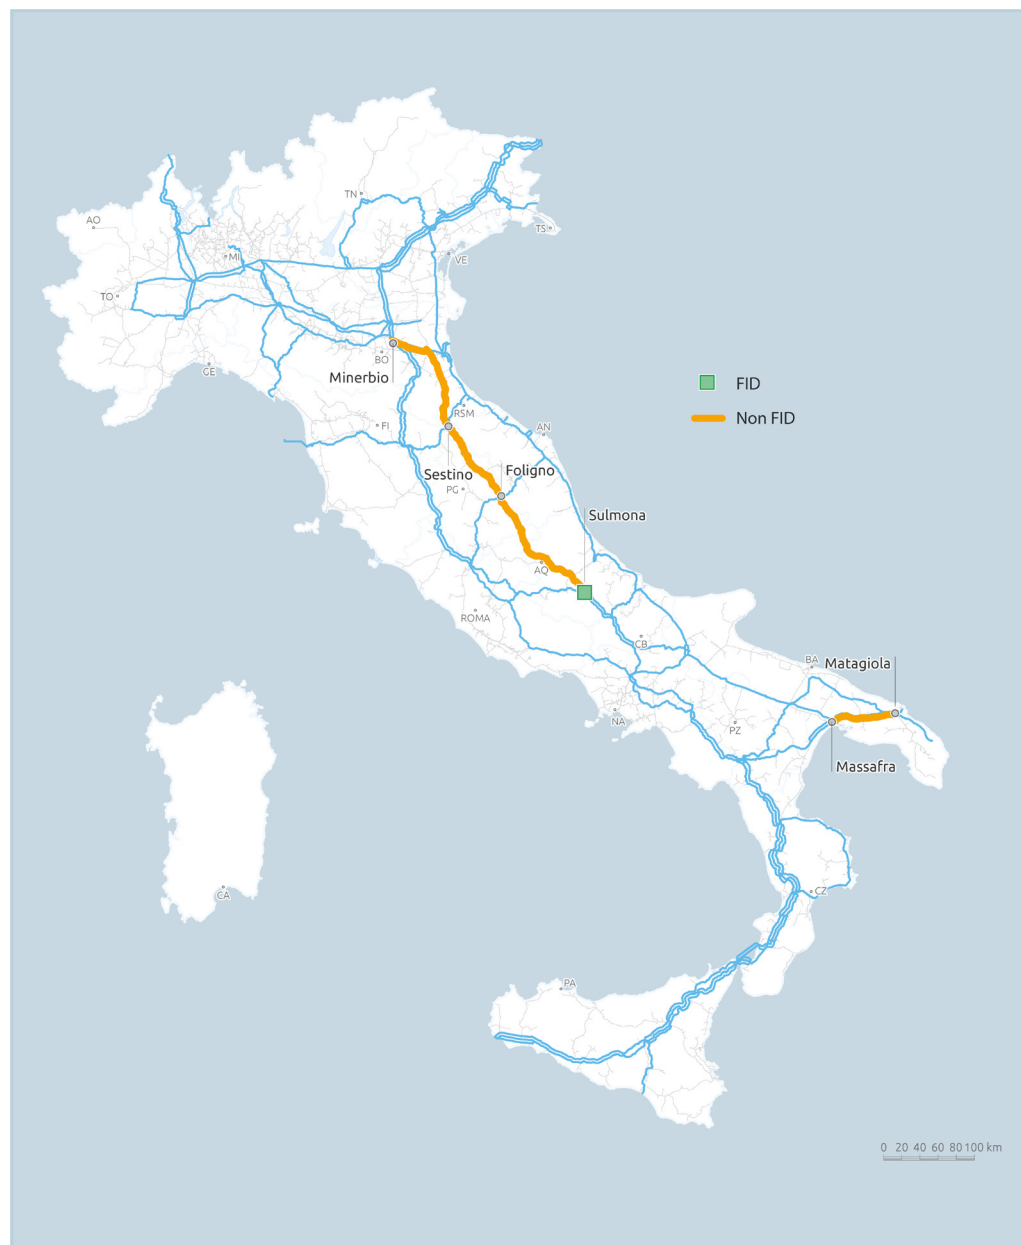 TN
AO
TS
MI
VE
TO
BO
GE
Minerbio
FID
Non FID
RSM
FI
AN
Sestino
Foligno
PG
Sulmona
AQ
ROMA
CB
BA
Matagiola
NA
PZ
Massafra
CA
CZ
PA
0 20 40 60 80 100 km